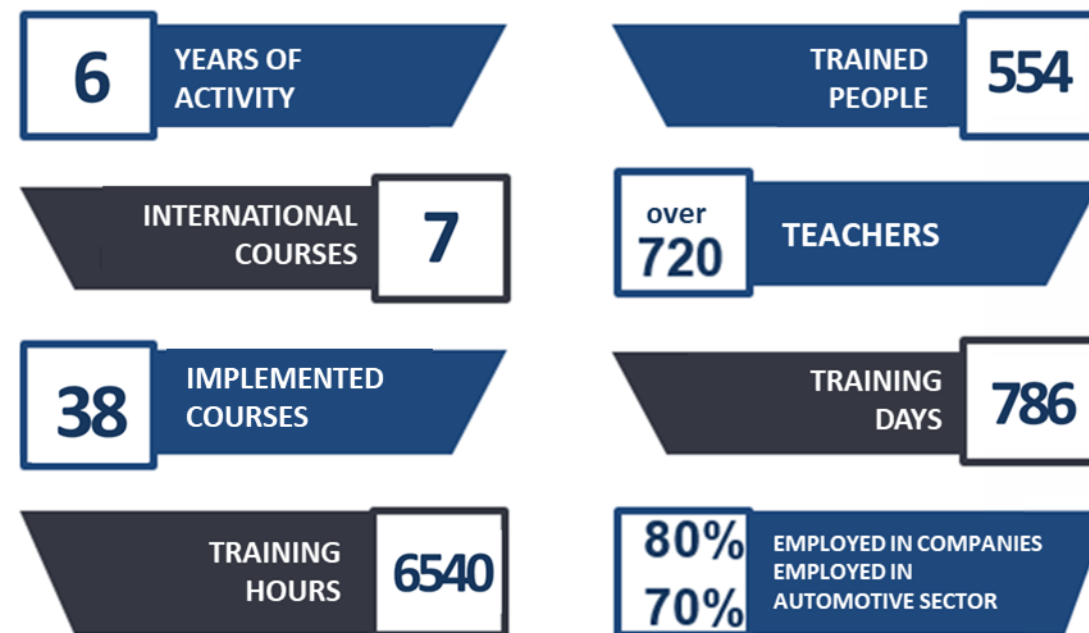 6
YEARS OF
ACTIVITY
TRAINED
PEOPLE
554
INTERNATIONAL
COURSES
7
over
720
TEACHERS
38
IMPLEMENTED
COURSES
TRAINING
DAYS
786
TRAINING
HOURS
6540
80%
70%
EMPLOYED IN COMPANIES
EMPLOYED IN
AUTOMOTIVE SECTOR